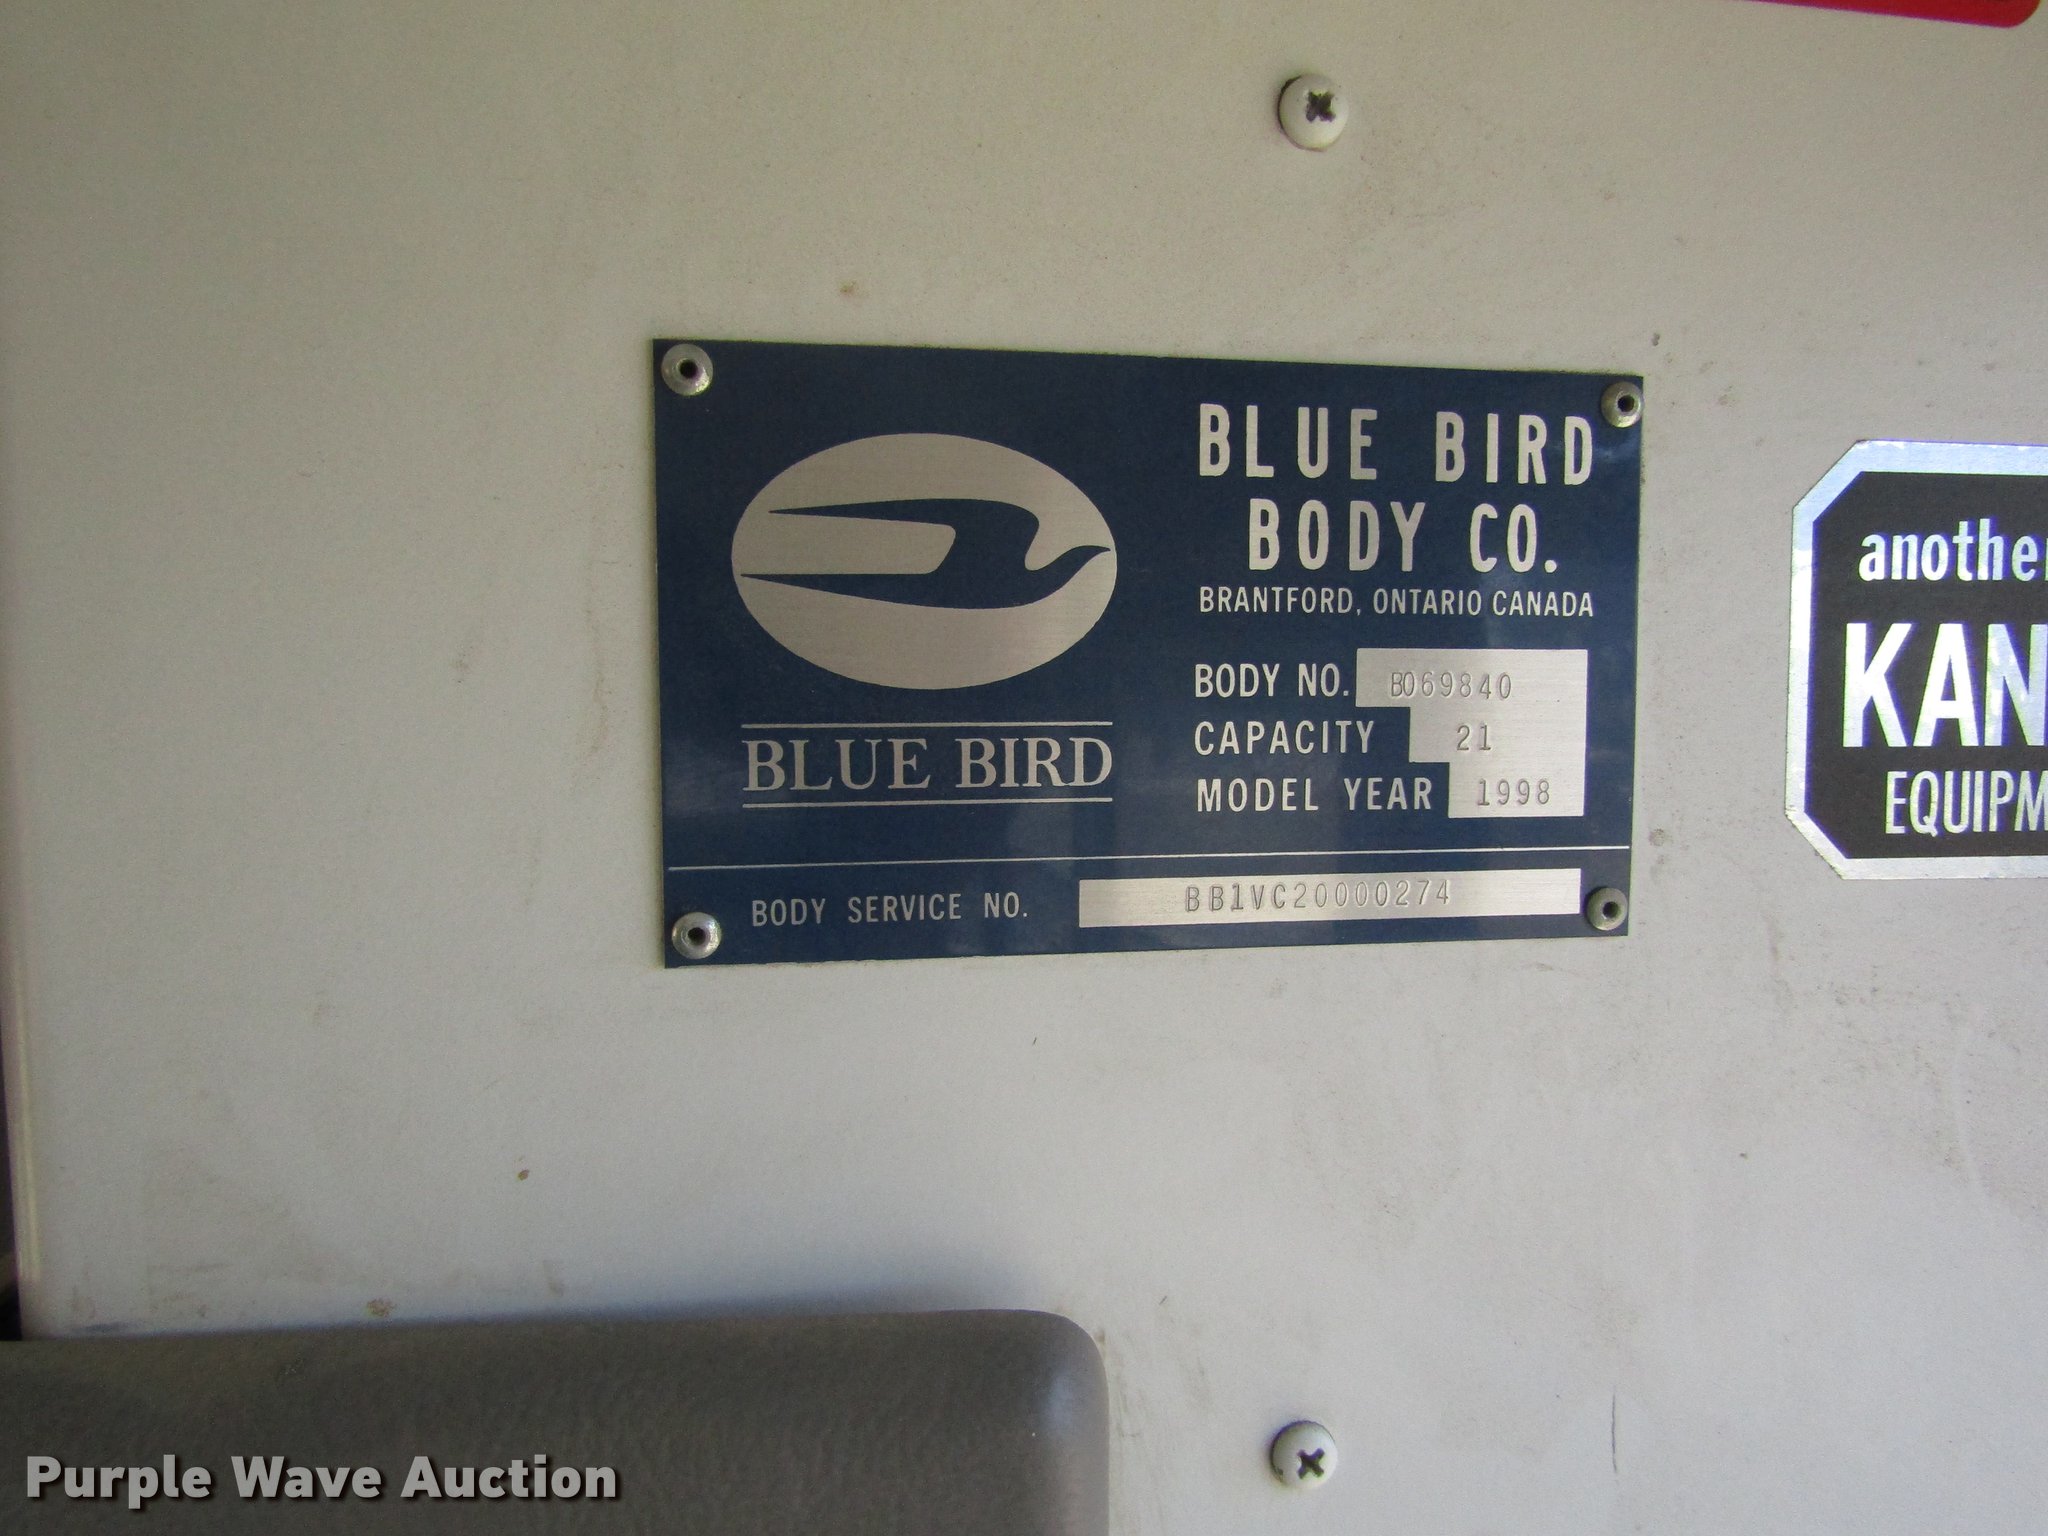 BLUE BIRD
BODY CO.
BRANTFORD, ONTARIO CANADA
BODY NO. B069840
CAPACITY 21
MODEL YEAR 1998
BLUE BIRD
BODY SERVICE NO. BB1VC20000274
another
KAN
EQUIPM
Purple Wave Auction